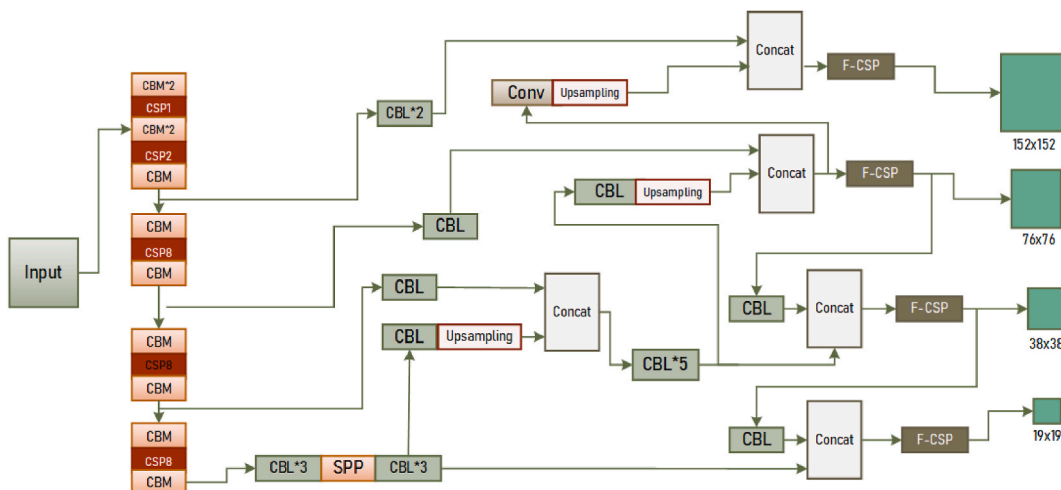 Input
CBM*2
CSP1
CBM*2
CSP2
CBM
CBM
CSP8
CBM
CBM
CSP8
CBM
CBM
CSP8
CBM
CBL*3
SPP
CBL*3
CBL*2
CBL
CBL
CBL
Upsampling
Concat
CBL*5
Conv
Upsampling
CBL
Upsampling
Concat
F-CSP
152x152
Concat
F-CSP
76x76
CBL
Concat
F-CSP
38x38
CBL
Concat
F-CSP
19x19